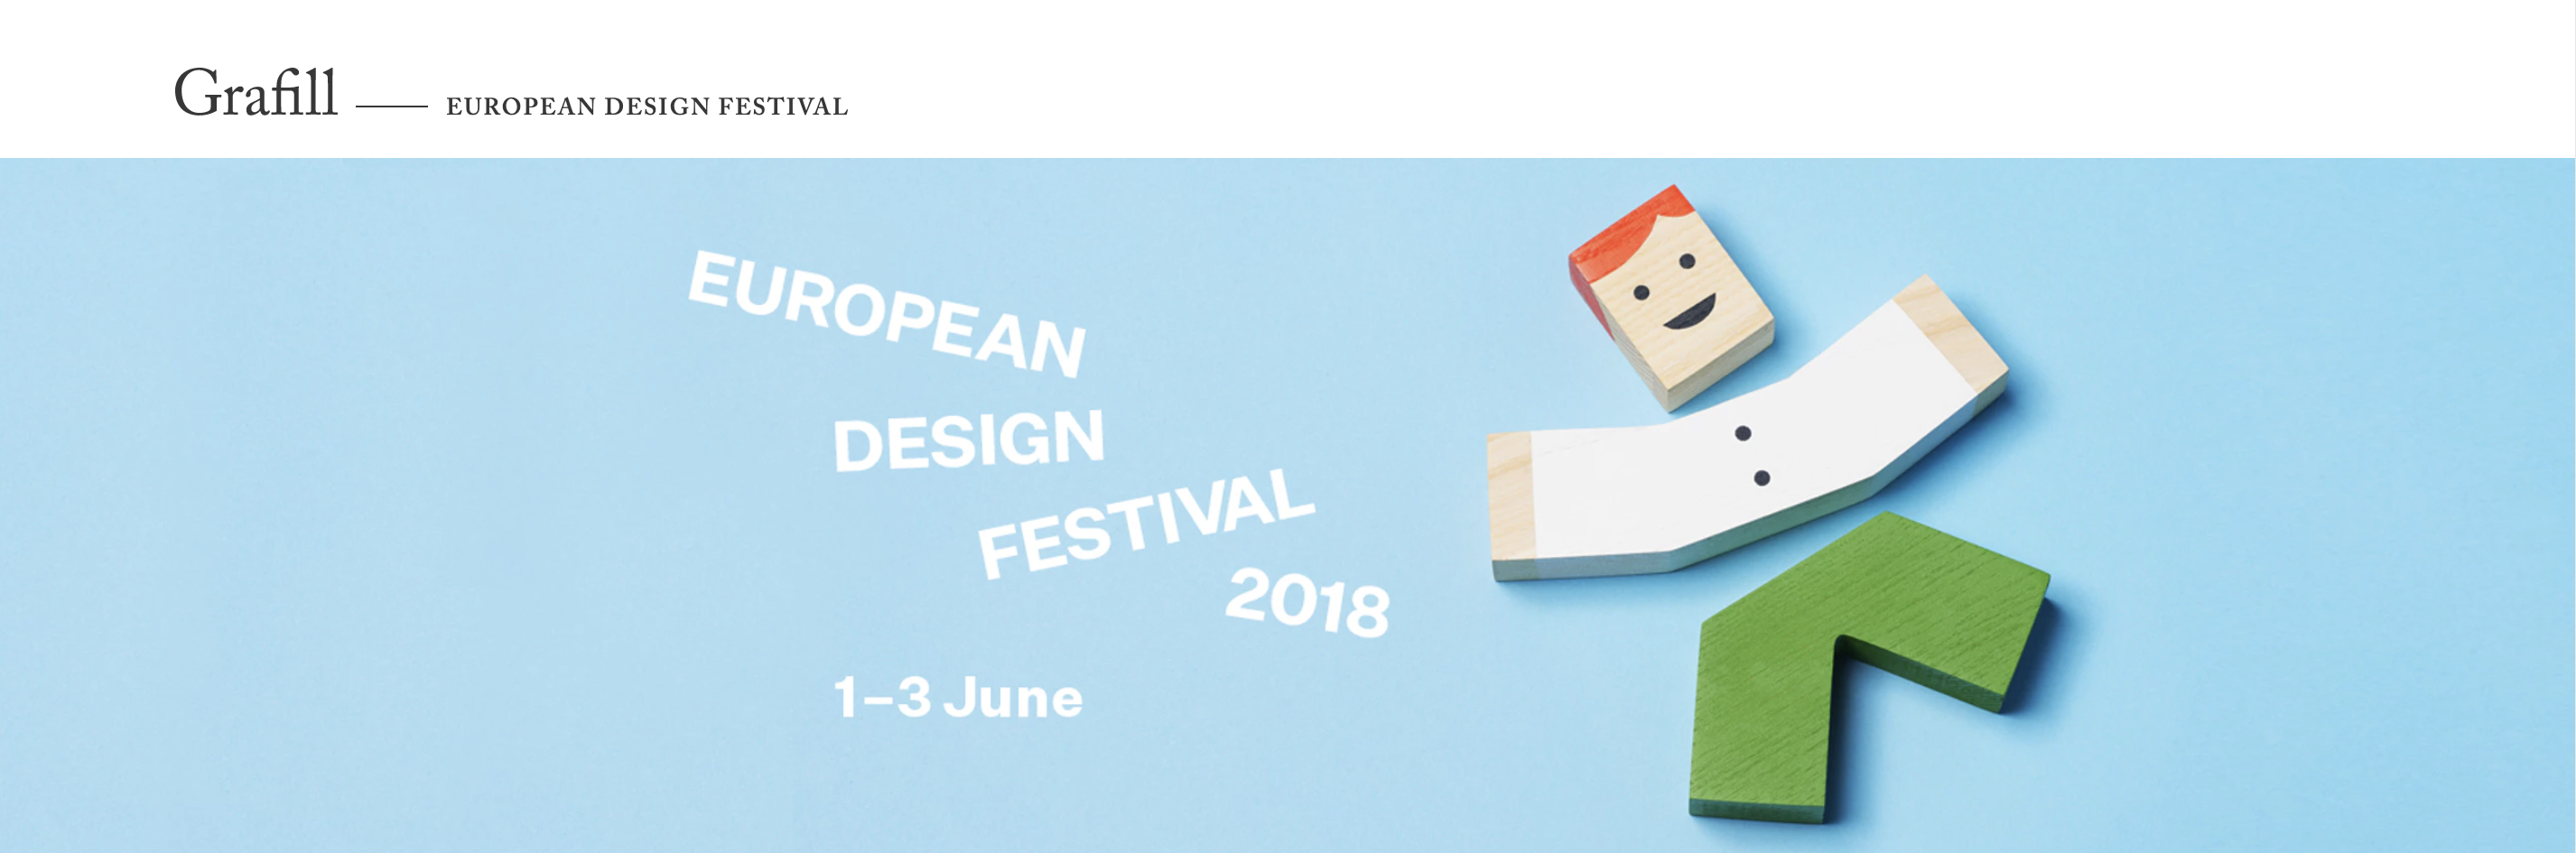 Grafill — EUROPEAN DESIGN FESTIVAL
EUROPEAN
DESIGN
FESTIVAL
2018
1–3 June